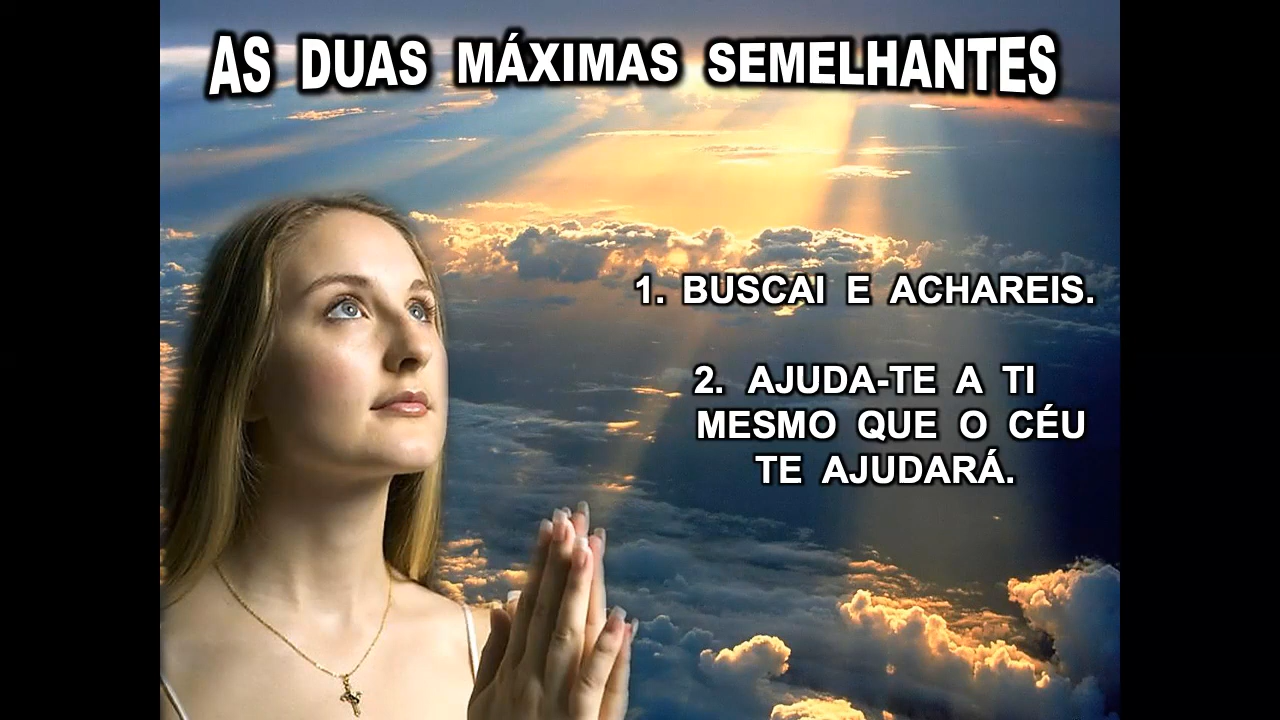 AS DUAS MÁXIMAS SEMELHANTES
1. BUSCAI E ACHAREIS.
2. AJUDA-TE A TI
MESMO QUE O CÉU
TE AJUDARÁ.